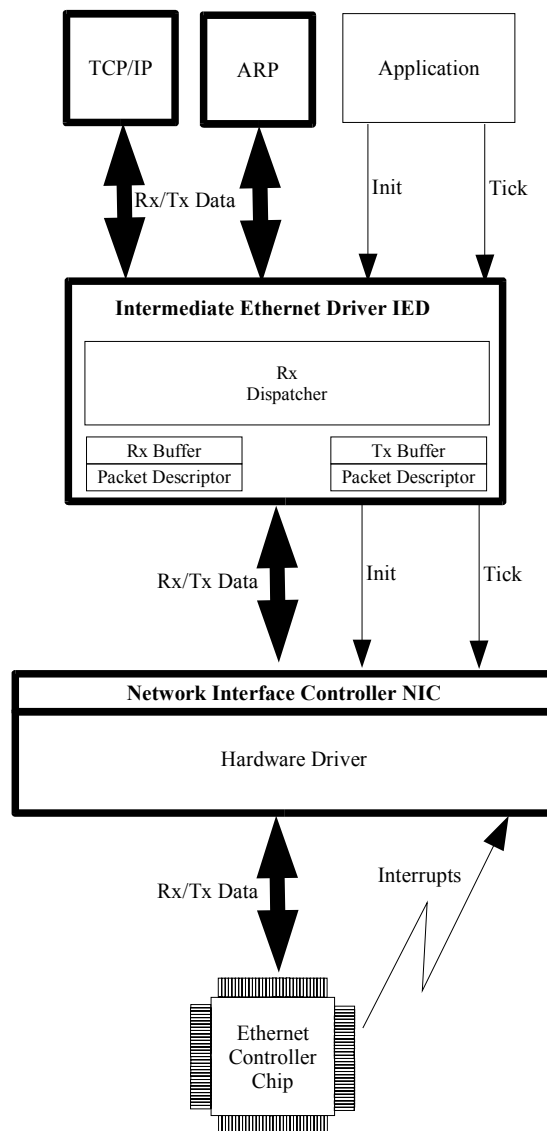 TCP/IP
ARP
Application
Rx/Tx Data
Init
Tick
Intermediate Ethernet Driver IED
Rx
Dispatcher
Rx Buffer
Packet Descriptor
Tx Buffer
Packet Descriptor
Rx/Tx Data
Init
Tick
Network Interface Controller NIC
Hardware Driver
Rx/Tx Data
Interrupts
Ethernet
Controller
Chip